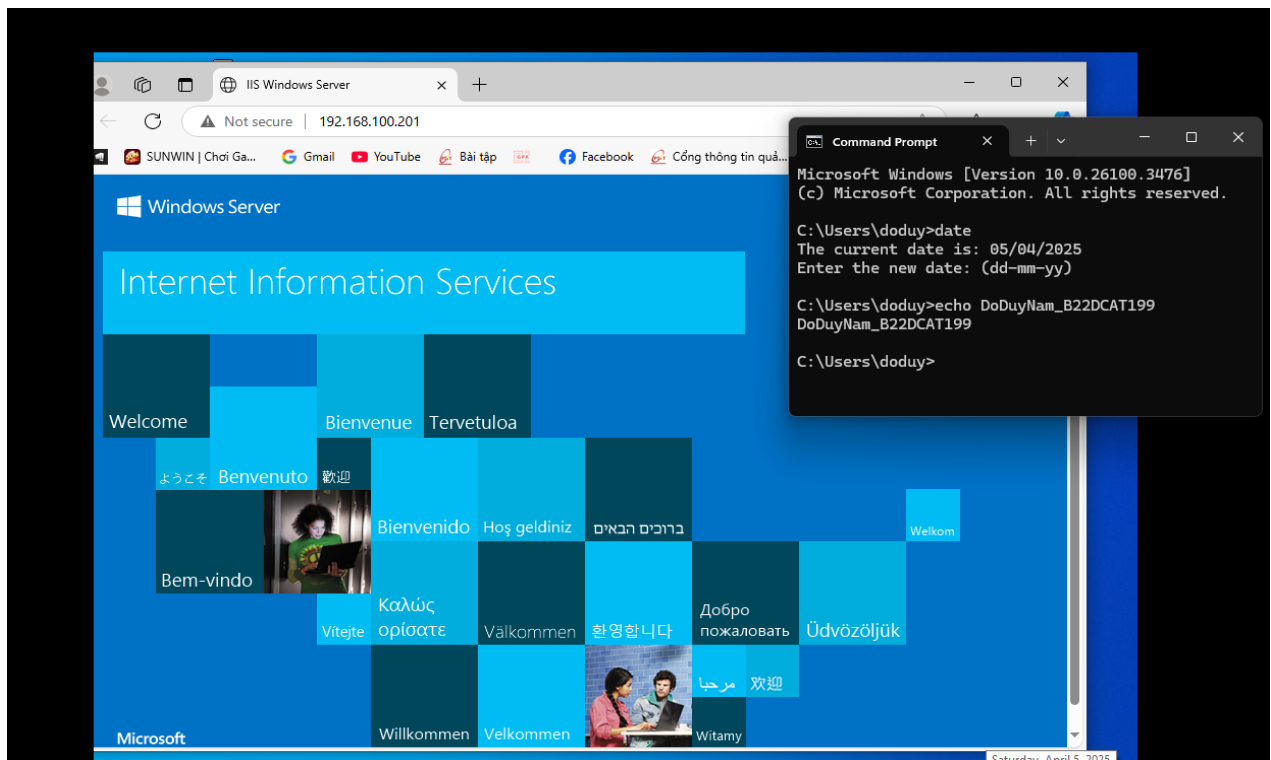 IIS Windows Server
Not secure
192.168.100.201
SUNWIN | Chơi Ga...
Gmail
YouTube
Bài tập
Facebook
Cổng thông tin quả...
Windows Server
Internet Information Services
Welcome
Bienvenue
Tervetuloa
ようこそ
Benvenuto
歡迎
Bienvenido
Hoş geldiniz
ברוכים הבאים
Welkom
Bem-vindo
Vítejte
Καλώς
ορίσατε
Välkommen
환영합니다
Добро
пожаловать
Üdvözöljük
مرحبا
欢迎
Microsoft
Willkommen
Velkommen
Witamy
Command Prompt
Microsoft Windows [Version 10.0.26100.3476]
(c) Microsoft Corporation. All rights reserved.
C:\Users\doduy>date
The current date is: 05/04/2025
Enter the new date: (dd-mm-yy)
C:\Users\doduy>echo DoDuyNam_B22DCAT199
DoDuyNam_B22DCAT199
C:\Users\doduy>
Saturday, April 5, 2025